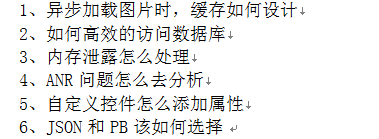 1、异步加载图片时，缓存如何设计
2、如何高效的访问数据库
3、内存泄露怎么处理
4、ANR 问题怎么去分析
5、自定义控件怎么添加属性
6、JSON 和 PB 该如何选择